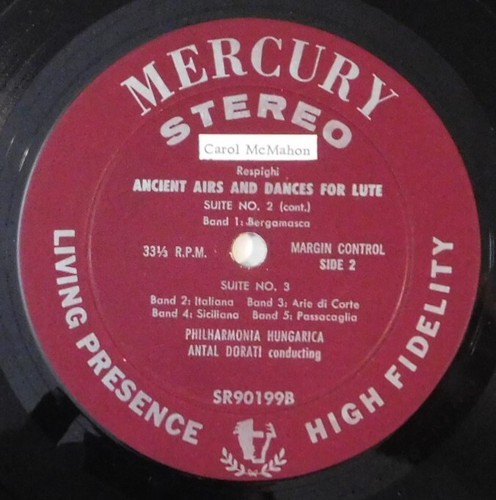 MERCURY
STEREO
Carol McMahon
Respighi
ANCIENT AIRS AND DANCES FOR LUTE
SUITE NO. 2 (cont.)
Band 1: Bergamasca
33⅓ R.P.M.
MARGIN CONTROL
SIDE 2
SUITE NO. 3
Band 2: Italiana Band 3: Arie di Corte
Band 4: Siciliana Band 5: Passacaglia
PHILHARMONIA HUNGARICA
ANTAL DORATI conducting
SR90199B
LIVING PRESENCE
HIGH FIDELITY